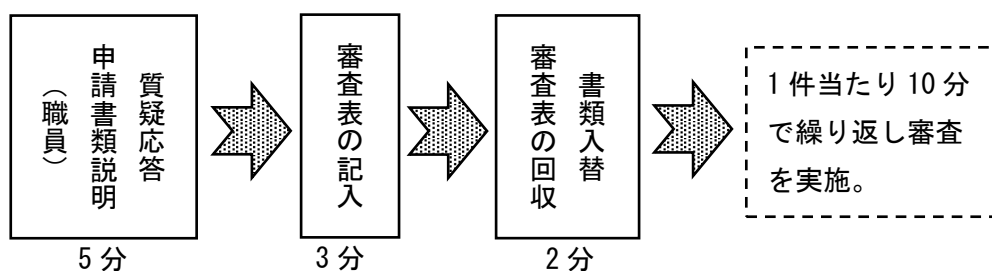 質疑応答
申請書類説明
（職員）
5分
審査表の記入
3分
書類入替
審査表の回収
2分
1件当たり10分
で繰り返し審査
を実施。